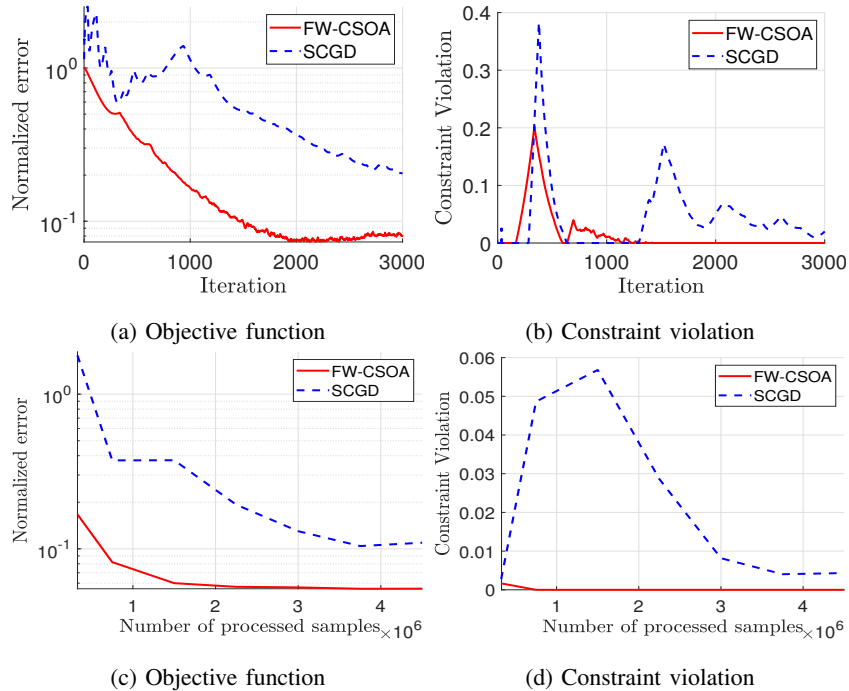 FW-CSOA
SCGD
10^0
10^-1
Normalized errror
0
1000
2000
3000
Iteration
(a) Objective function
FW-CSOA
SCGD
0.4
0.3
0.2
0.1
0
Constraint Violation
0
1000
2000
3000
Iteration
(b) Constraint violation
FW-CSOA
SCGD
10^0
10^-1
Normalized errror
1
2
3
4
Number of processed samples
×10^6
(c) Objective function
FW-CSOA
SCGD
0.06
0.05
0.04
0.03
0.02
0.01
0
Constraint Violation
1
2
3
4
Number of processed samples
×10^6
(d) Constraint violation